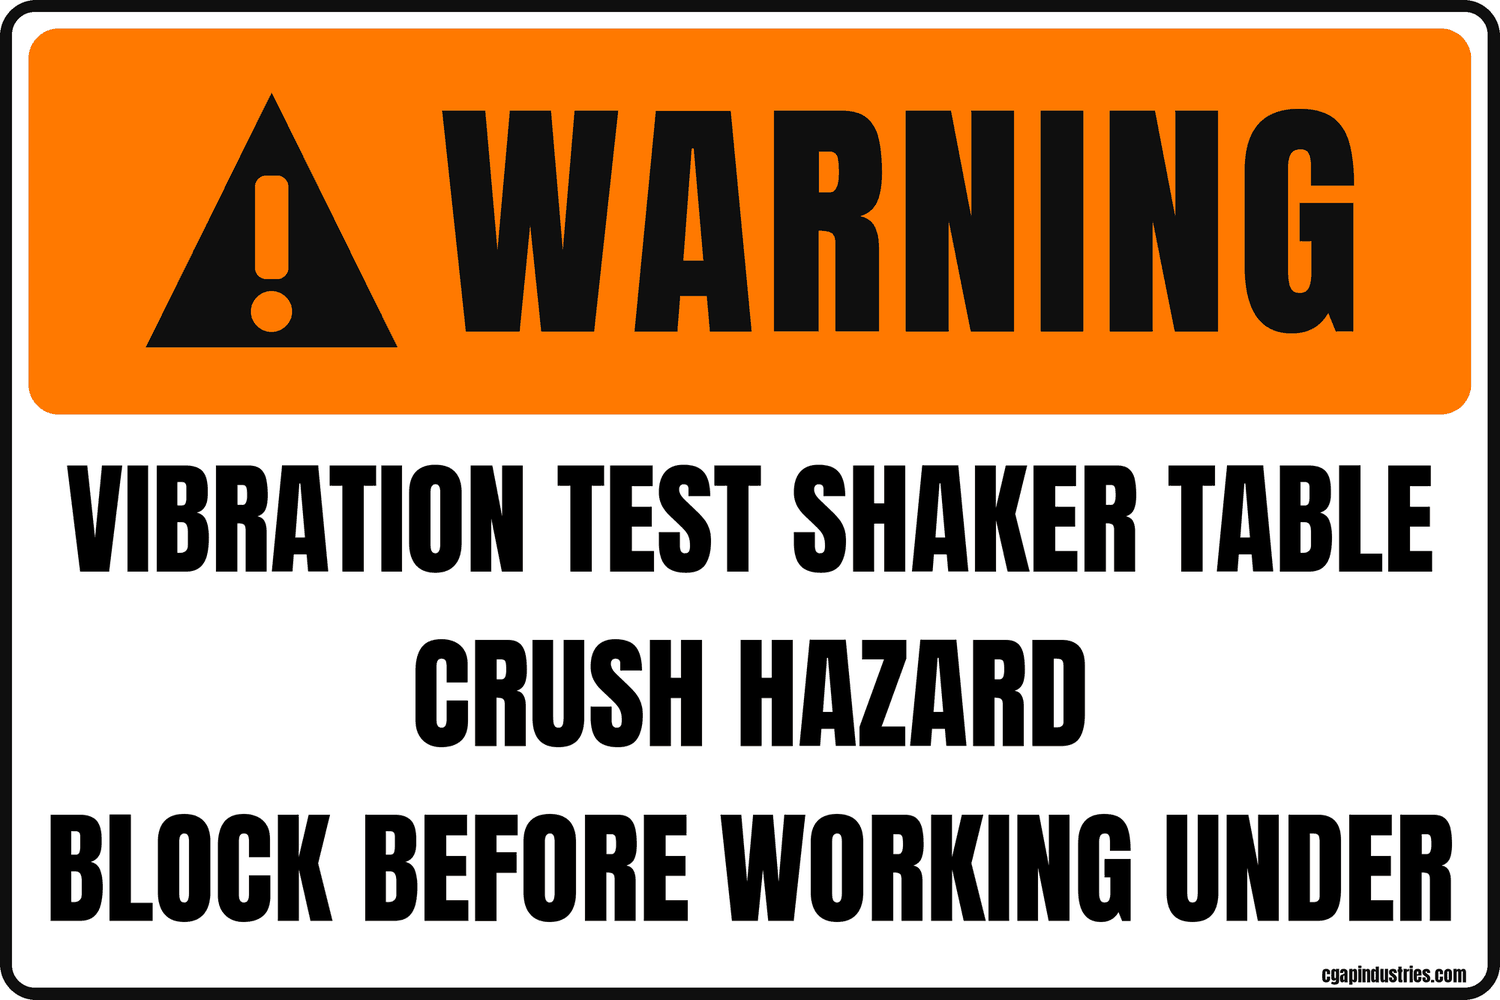 WARNING
VIBRATION TEST SHAKER TABLE
CRUSH HAZARD
BLOCK BEFORE WORKING UNDER
cgapindustries.com